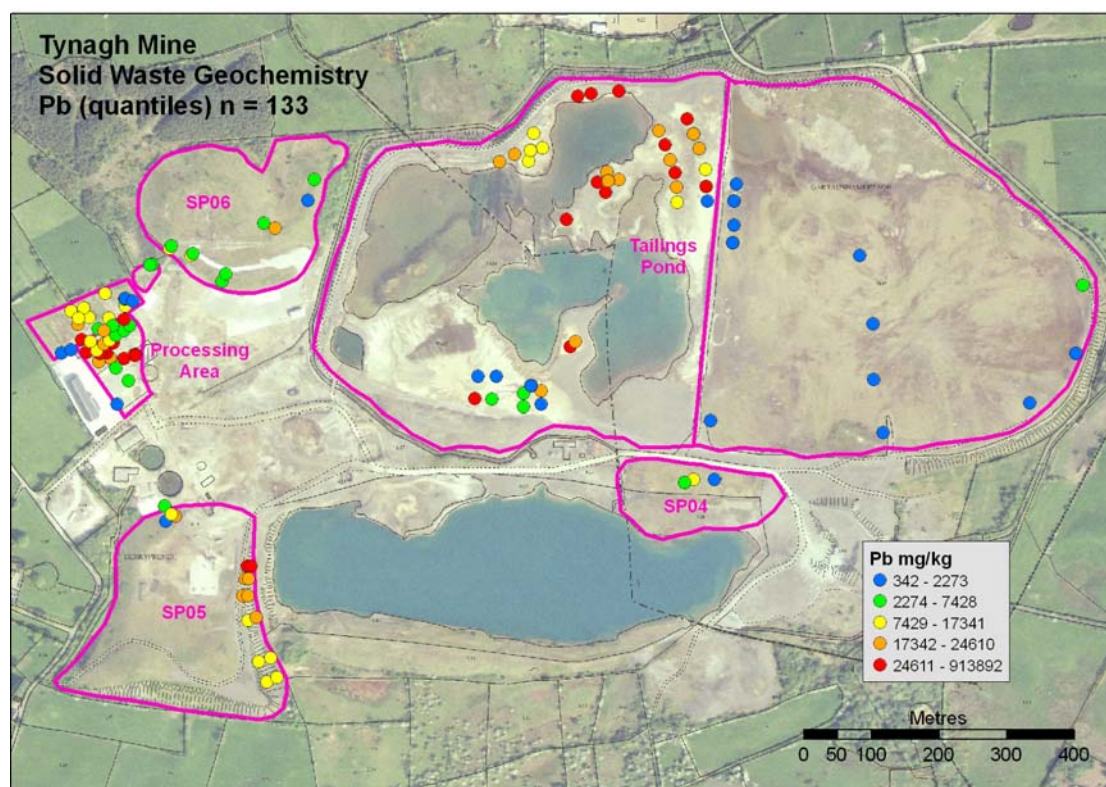 Tynagh Mine
Solid Waste Geochemistry
Pb (quantiles) n = 133
SP06
Tailings
Pond
Processing
Area
SP04
SP05
Pb mg/kg
342 - 2273
2274 - 7428
7429 - 17341
17342 - 24610
24611 - 913892
Metres
0 50 100 200 300 400